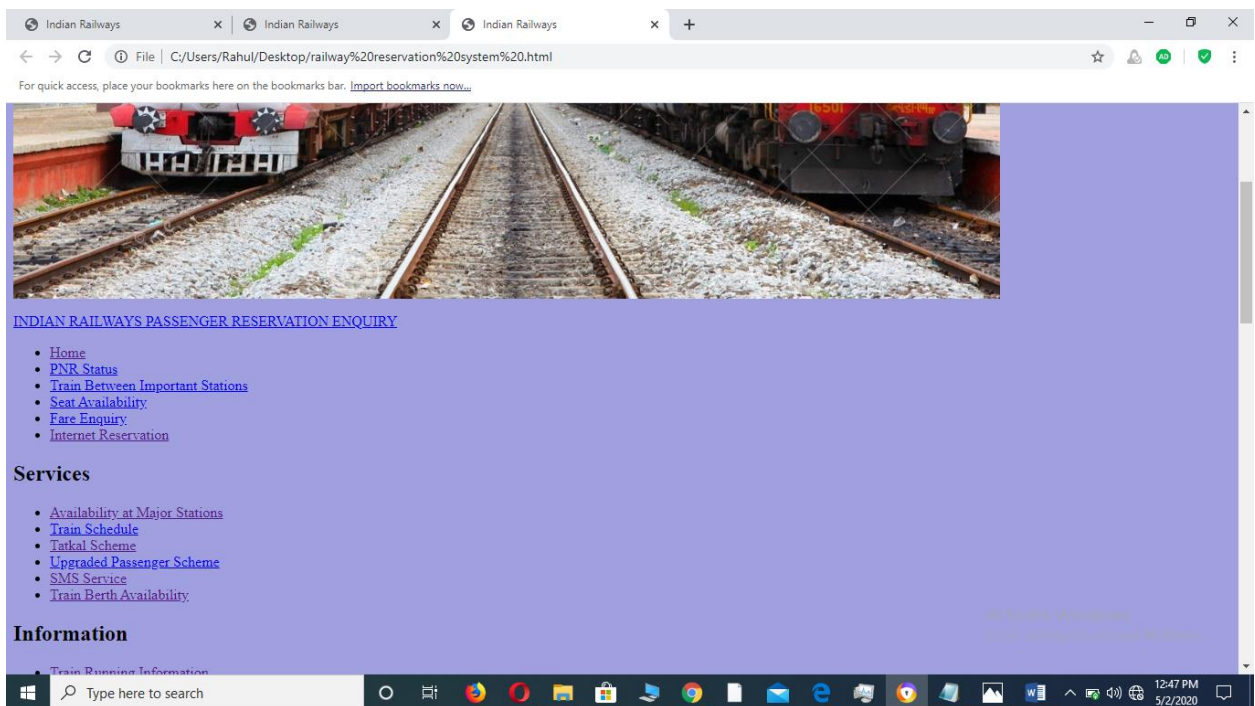 Indian Railways
Indian Railways
Indian Railways
File
C:/Users/Rahul/Desktop/railway%20reservation%20system%20.html
AD
For quick access, place your bookmarks here on the bookmarks bar. Import bookmarks now...
16501
INDIAN RAILWAYS PASSENGER RESERVATION ENQUIRY
• Home
• PNR Status
• Train Between Important Stations
• Seat Availability
• Fare Enquiry
• Internet Reservation
Services
• Availability at Major Stations
• Train Schedule
• Tatkal Scheme
• Upgraded Passenger Scheme
• SMS Service
• Train Berth Availability
Information
• Train Running Information
Type here to search
12:47 PM
5/2/2020